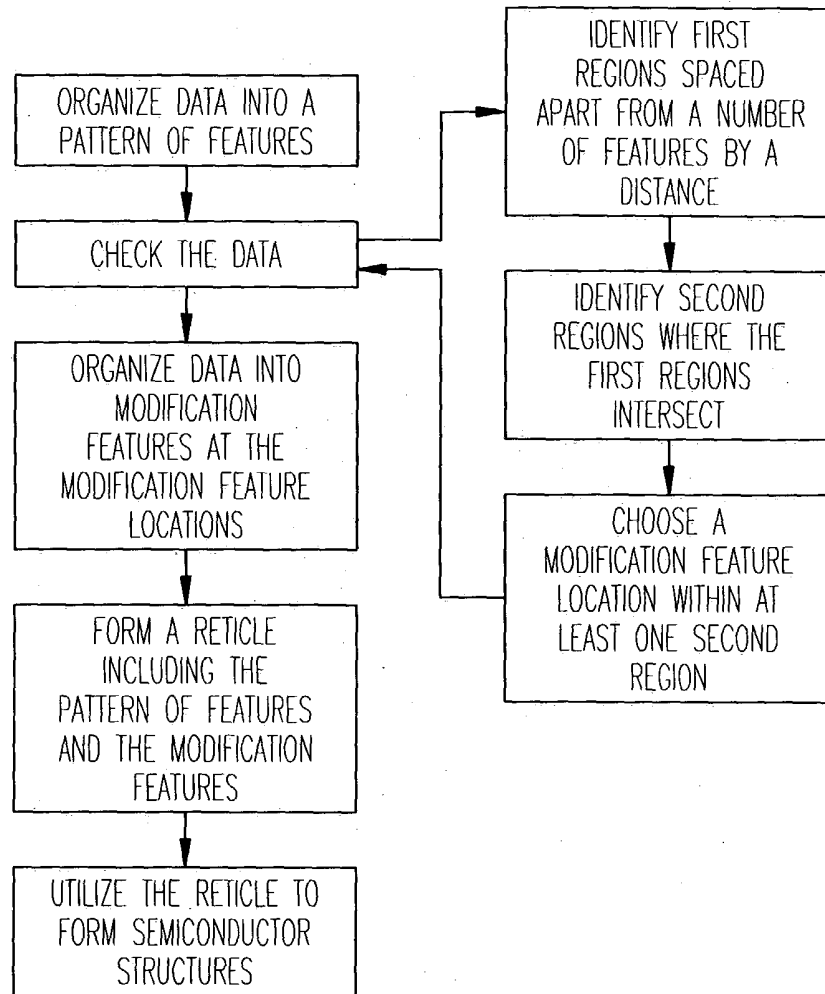 ORGANIZE DATA INTO A
PATTERN OF FEATURES
CHECK THE DATA
ORGANIZE DATA INTO
MODIFICATION
FEATURES AT THE
MODIFICATION FEATURE
LOCATIONS
FORM A RETICLE
INCLUDING THE
PATTERN OF FEATURES
AND THE MODIFICATION
FEATURES
UTILIZE THE RETICLE TO
FORM SEMICONDUCTOR
STRUCTURES
IDENTIFY FIRST
REGIONS SPACED
APART FROM A NUMBER
OF FEATURES BY A
DISTANCE
IDENTIFY SECOND
REGIONS WHERE THE
FIRST REGIONS
INTERSECT
CHOOSE A
MODIFICATION FEATURE
LOCATION WITHIN AT
LEAST ONE SECOND
REGION